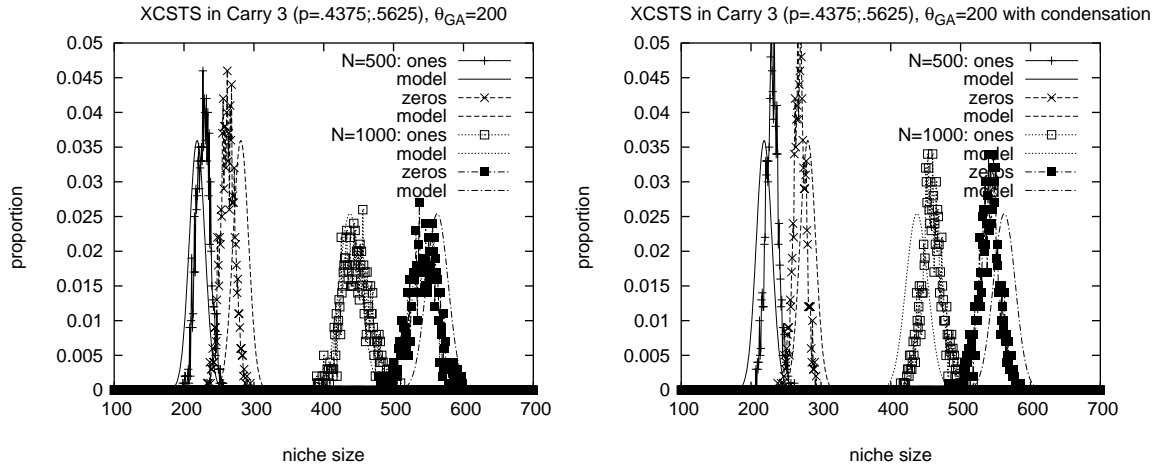 XCSTS in Carry 3 (p=.4375;.5625), θGA=200
0.05
0.045
0.04
0.035
0.03
0.025
0.02
0.015
0.01
0.005
0
proportion
N=500: ones
model
zeros
model
N=1000: ones
model
zeros
model
100 200 300 400 500 600 700
niche size
XCSTS in Carry 3 (p=.4375;.5625), θGA=200 with condensation
0.05
0.045
0.04
0.035
0.03
0.025
0.02
0.015
0.01
0.005
0
proportion
N=500: ones
model
zeros
model
N=1000: ones
model
zeros
model
100 200 300 400 500 600 700
niche size